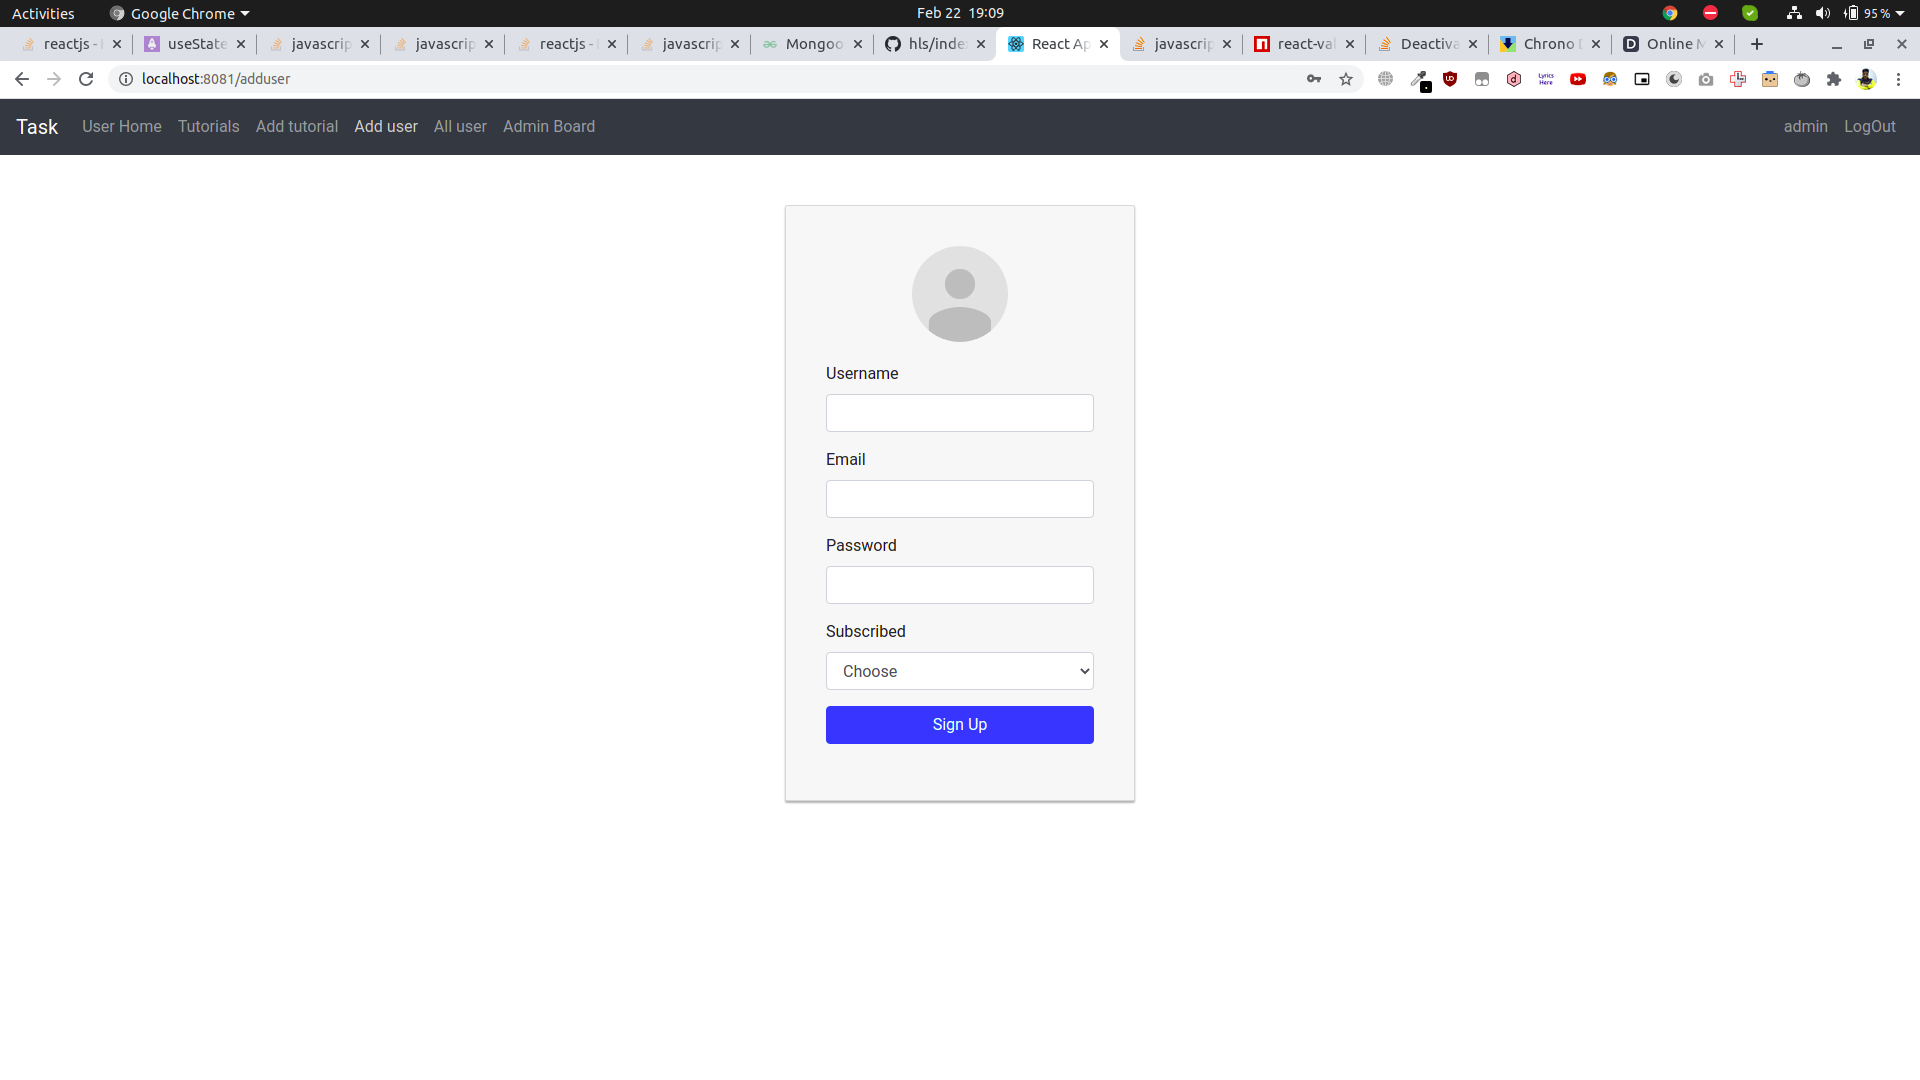 Activities Google Chrome Feb 22 19:09 95 %
reactjs - useState javascrip javascrip reactjs - javascrip Mongoo hls/inde React Ap javascrip react-val Deactiva Chrono Online M
localhost:8081/adduser
Task User Home Tutorials Add tutorial Add user All user Admin Board admin LogOut
Username
Email
Password
Subscribed
Choose
Sign Up